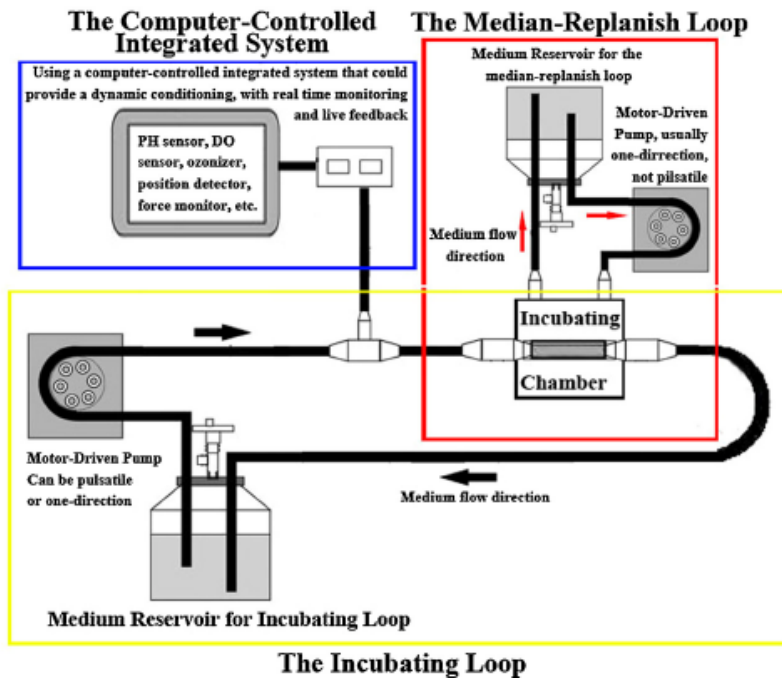 The Computer-Controlled
Integrated System
Using a computer-controlled integrated system that could
provide a dynamic conditioning, with real time monitoring
and live feedback
PH sensor, DO
sensor, ozonizer,
position detector,
force monitor, etc.
The Median-Replanish Loop
Medium Reservoir for the
median-replanish loop
Motor-Driven
Pump, usually
one-dirrection,
not pilsatile
Medium flow
direction
Incubating
Chamber
Motor-Driven Pump
Can be pulsatile
or one-direction
Medium flow direction
Medium Reservoir for Incubating Loop
The Incubating Loop